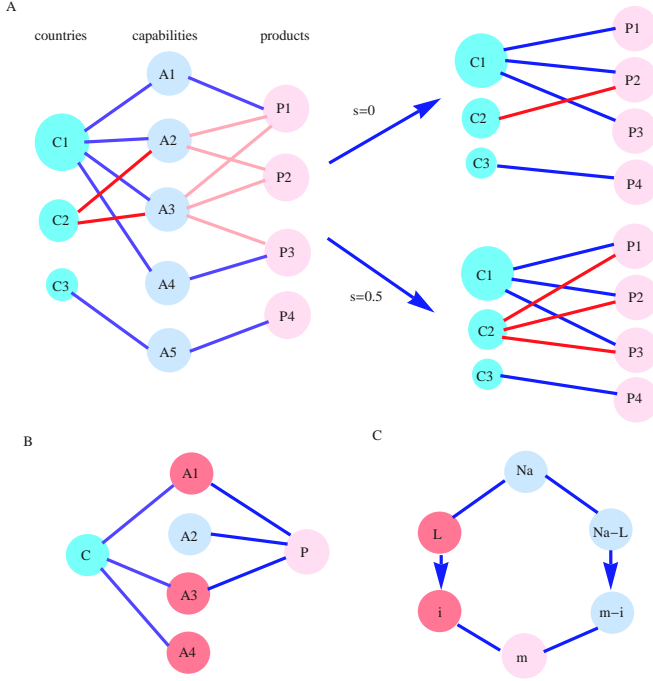 A
countries capabilities products
A1
P1
C1
A2
P2
C2
A3
P3
C3
A4
P4
A5
s=0
s=0.5
P1
C1
P2
C2
P3
C3
P4
P1
C1
P2
C2
P3
C3
P4
B
A1
A2
C
P
A3
A4
C
Na
L
Na-L
i
m-i
m